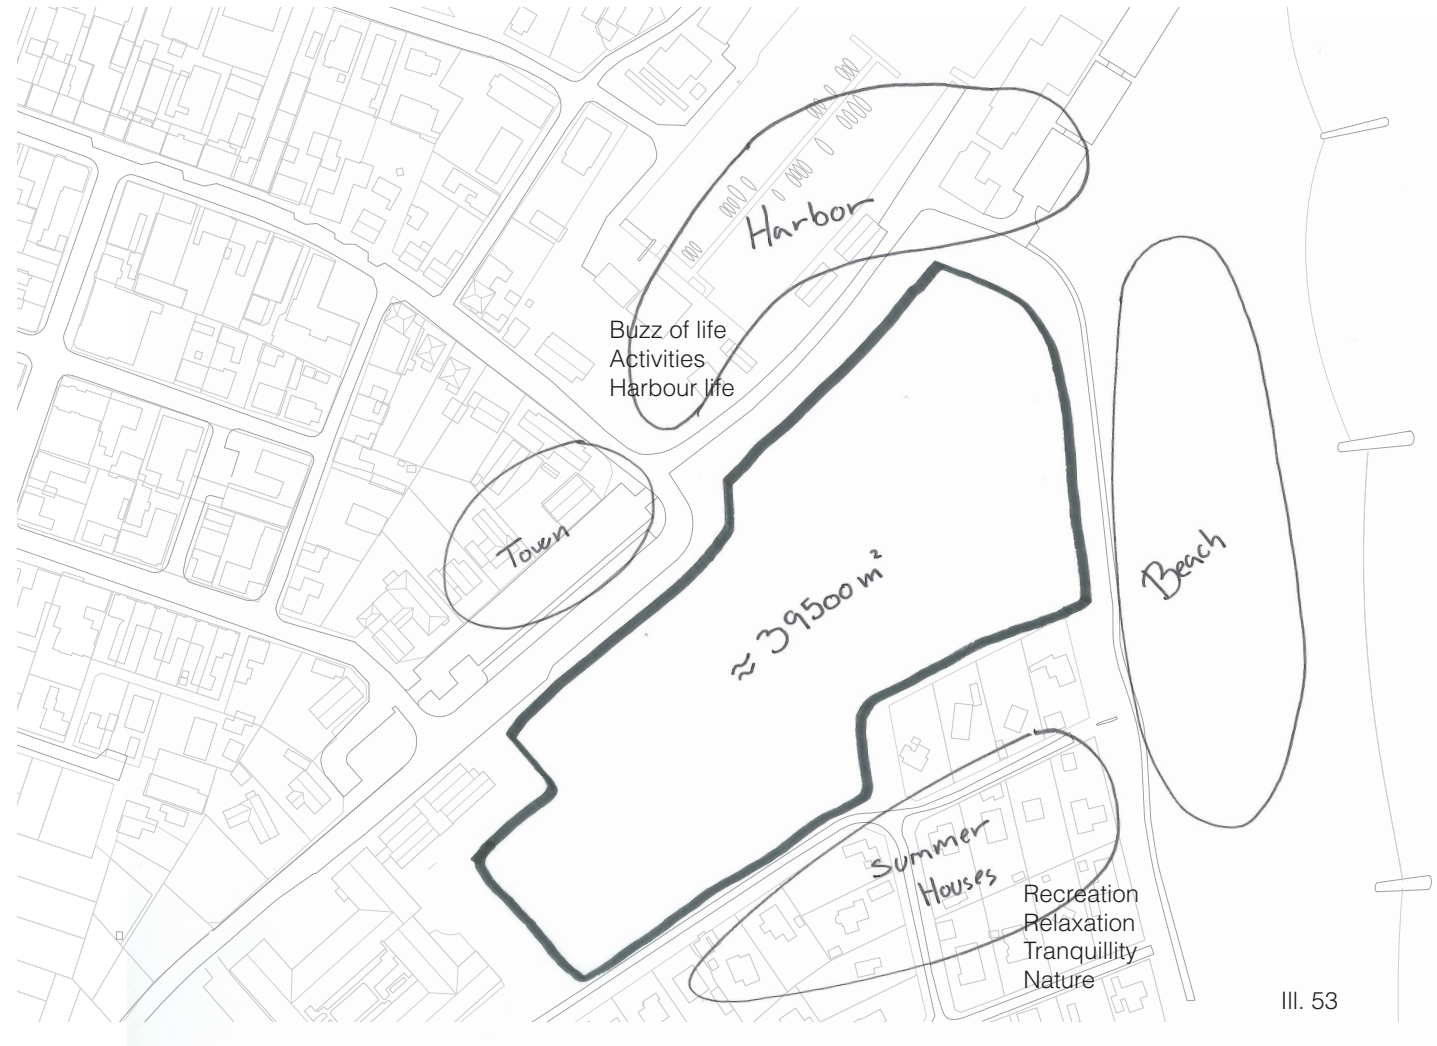 Harbor
Buzz of life
Activities
Harbour life
Town
≈ 39500 m²
Beach
Summer
Houses
Recreation
Relaxation
Tranquillity
Nature
Ill. 53